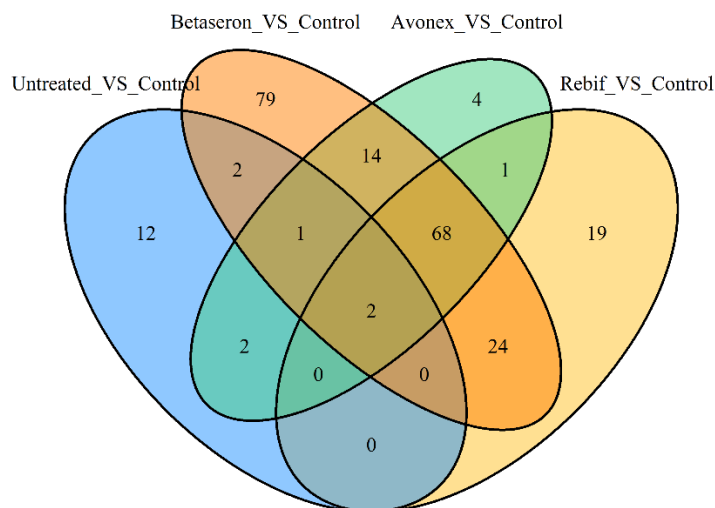 Betaseron_VS_Control Avonex_VS_Control
Untreated_VS_Control Rebif_VS_Control
79 4
14
2 1
12 1 68 19
2
2 0 0 24
0